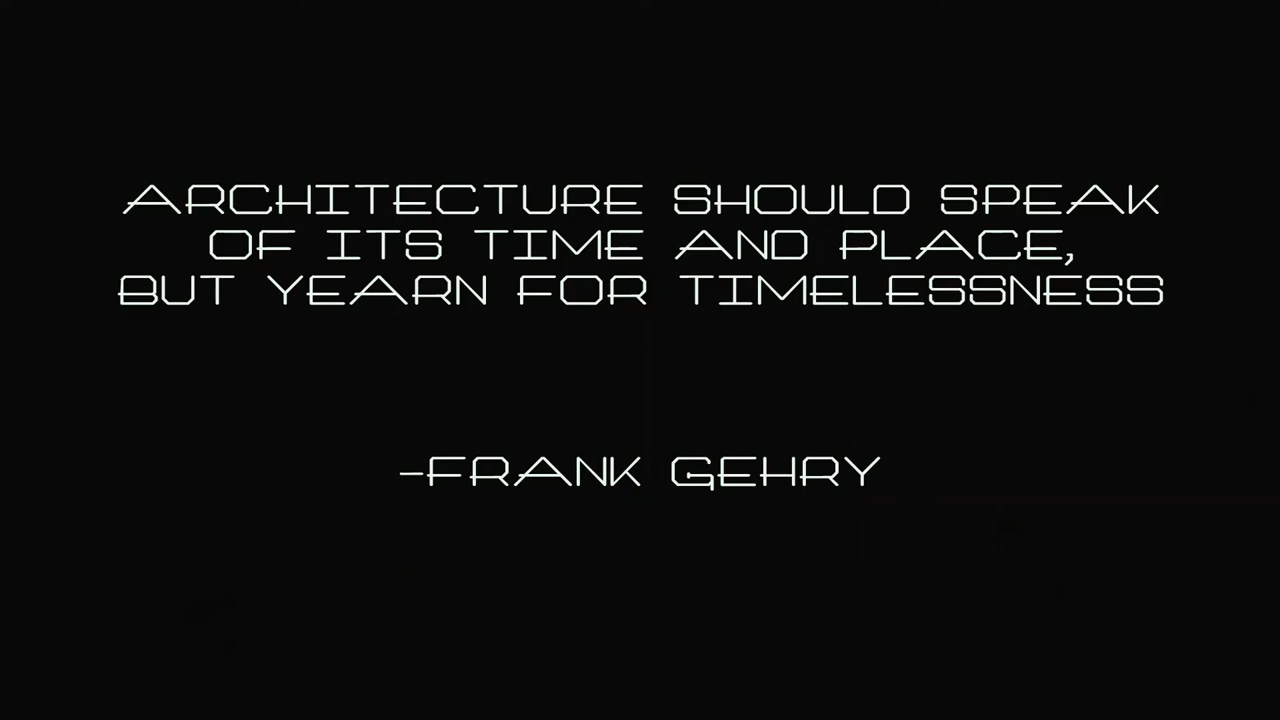 ARCHITECTURE SHOULD SPEAK
OF ITS TIME AND PLACE,
BUT YEARN FOR TIMELESSNESS
-FRANK GEHRY